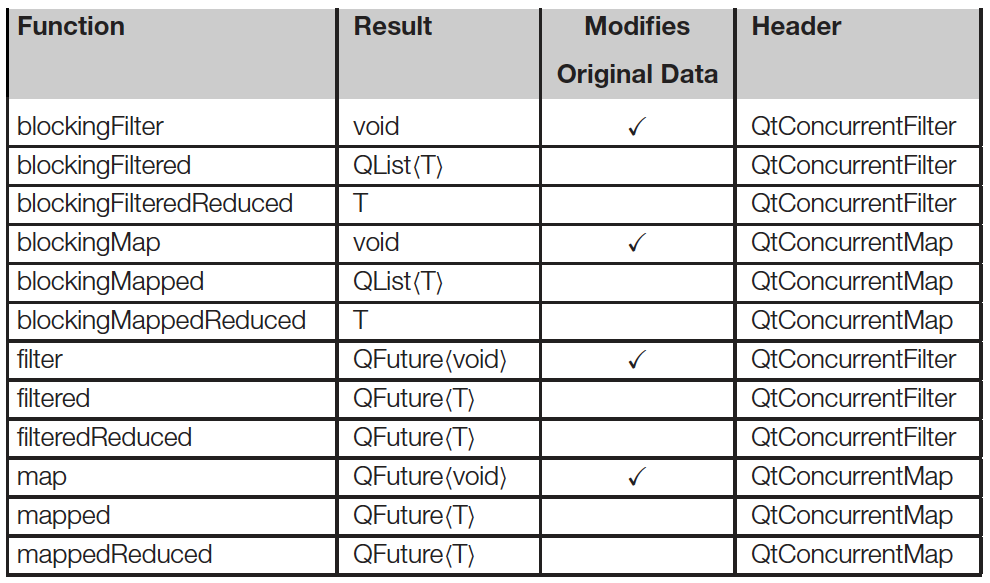 Function Result Modifies Header
Original Data
blockingFilter void ✓ QtConcurrentFilter
blockingFiltered QList⟨T⟩ QtConcurrentFilter
blockingFilteredReduced T QtConcurrentFilter
blockingMap void ✓ QtConcurrentMap
blockingMapped QList⟨T⟩ QtConcurrentMap
blockingMappedReduced T QtConcurrentMap
filter QFuture⟨void⟩ ✓ QtConcurrentFilter
filtered QFuture⟨T⟩ QtConcurrentFilter
filteredReduced QFuture⟨T⟩ QtConcurrentFilter
map QFuture⟨void⟩ ✓ QtConcurrentMap
mapped QFuture⟨T⟩ QtConcurrentMap
mappedReduced QFuture⟨T⟩ QtConcurrentMap